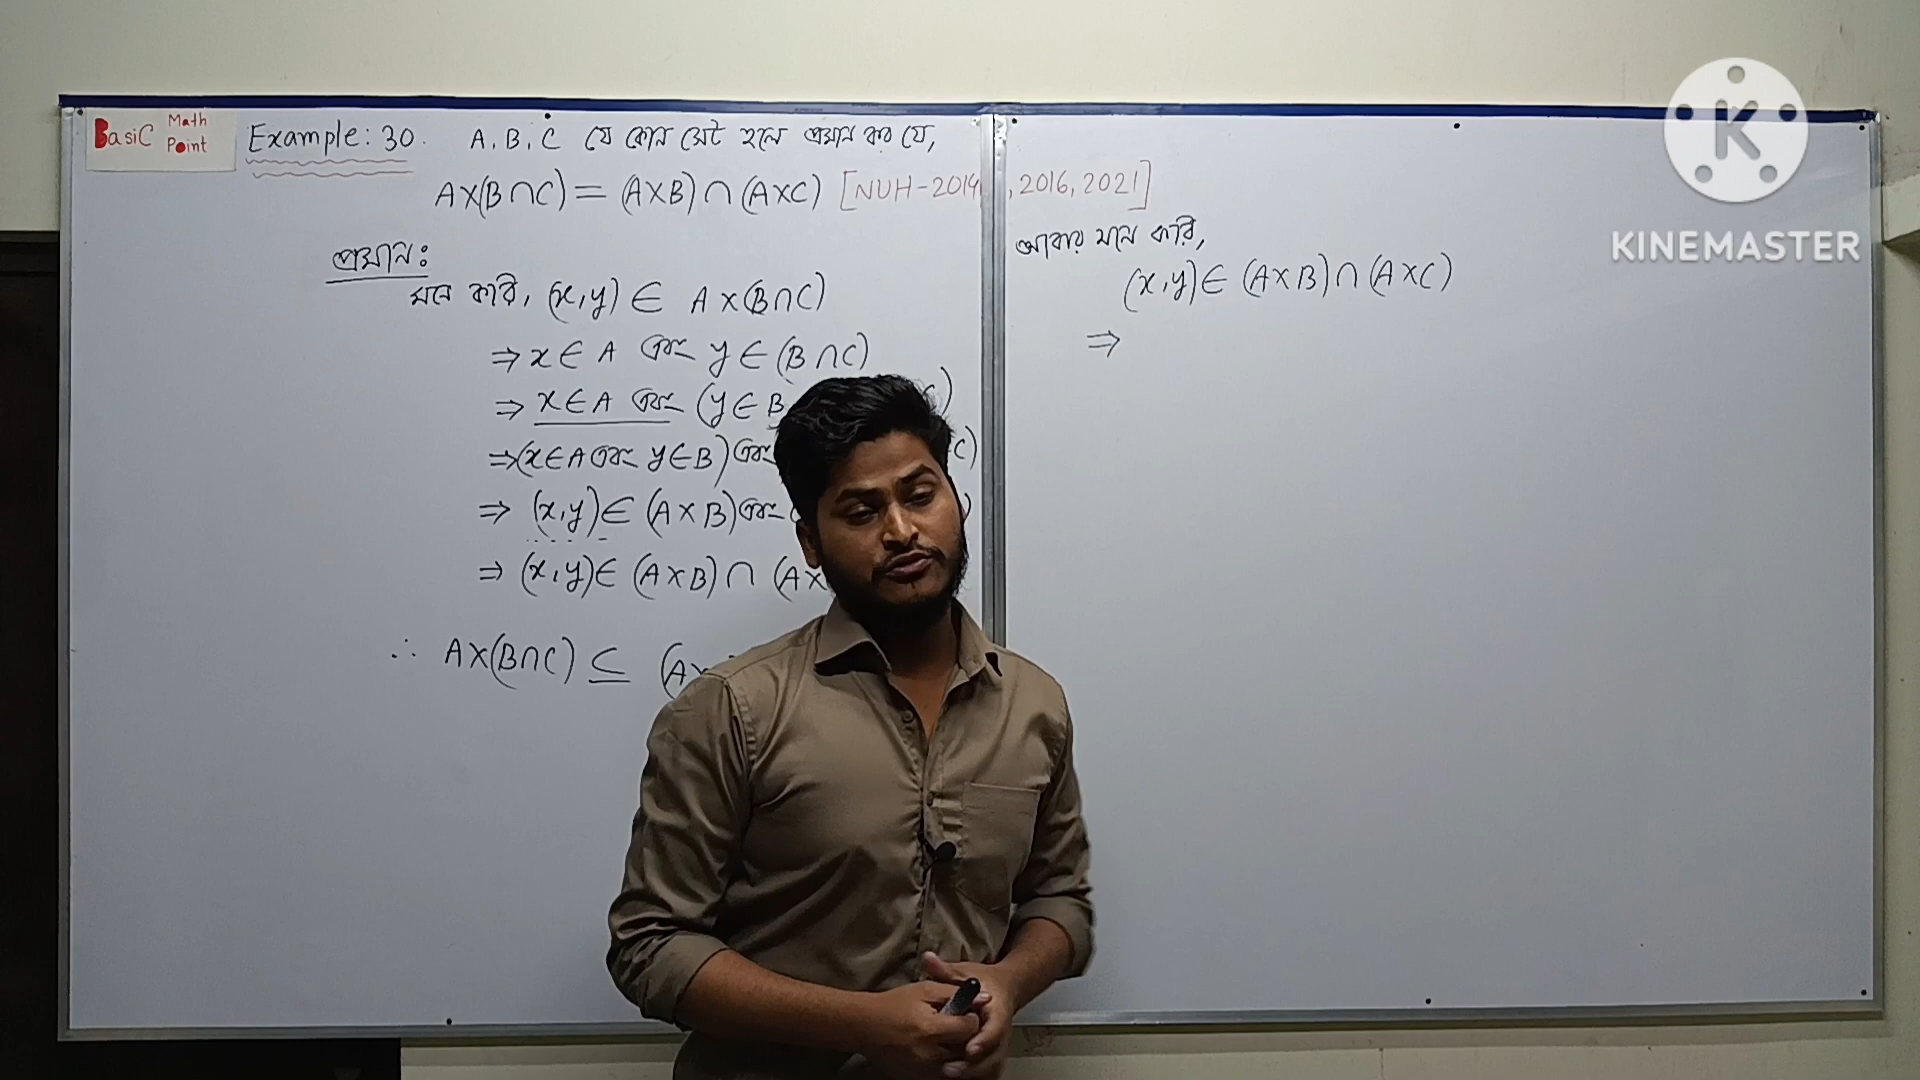 BasiC Math Point
Example: 30. A, B, C যে কোন সেট হলে প্রমান কর যে,
A×(B∩C) = (A×B)∩(A×C) [NUH-2014, 2016, 2021]
প্রমান:
মনে করি, (x,y) ∈ A×(B∩C)
⇒ x∈A এবং y∈(B∩C)
⇒ x∈A এবং (y∈B C)
⇒(x∈A এবং y∈B) এবং C)
⇒ (x,y)∈ (A×B) এবং ( )
⇒ (x,y)∈ (A×B) ∩ (A×
∴ A×(B∩C) ⊆ (A×
আবার মনে করি,
(x,y)∈ (A×B)∩(A×C)
⇒
KINEMASTER